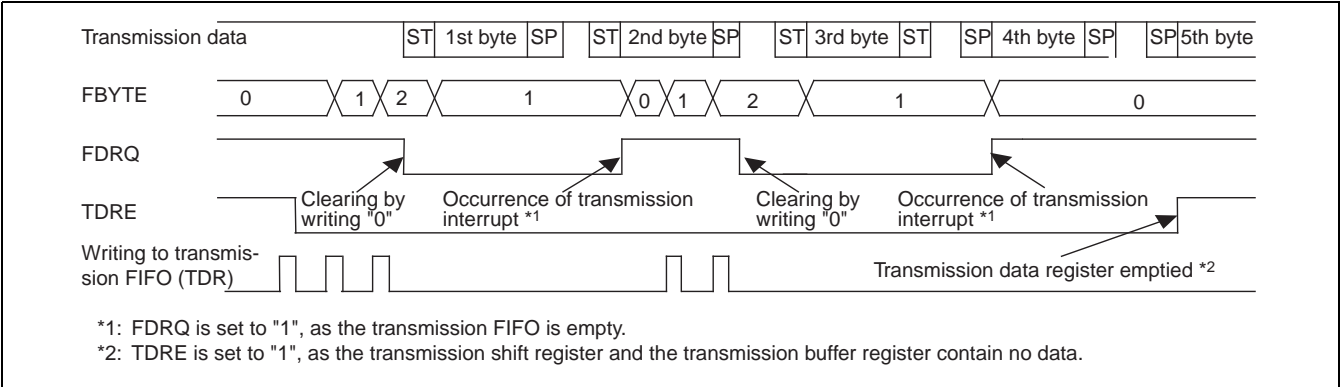 Transmission data ST 1st byte SP ST 2nd byte SP ST 3rd byte ST SP 4th byte SP SP 5th byte
FBYTE 0 1 2 1 0 1 2 1 0
FDRQ
Clearing by
writing "0"
Occurrence of transmission
interrupt *1
Clearing by
writing "0"
Occurrence of transmission
interrupt *1
TDRE
Writing to transmis-
sion FIFO (TDR)
Transmission data register emptied *2
*1: FDRQ is set to "1", as the transmission FIFO is empty.
*2: TDRE is set to "1", as the transmission shift register and the transmission buffer register contain no data.